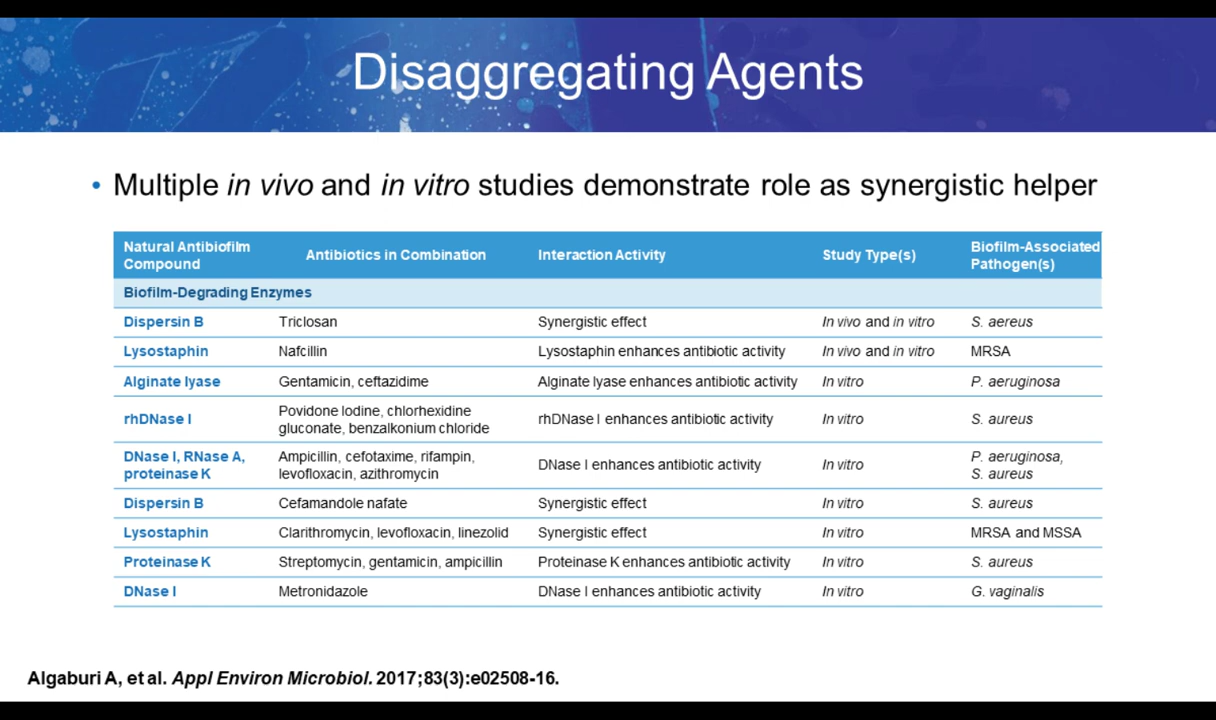 Disaggregating Agents
• Multiple in vivo and in vitro studies demonstrate role as synergistic helper
Natural Antibiofilm Compound Antibiotics in Combination Interaction Activity Study Type(s) Biofilm-Associated Pathogen(s)
Biofilm-Degrading Enzymes
Dispersin B Triclosan Synergistic effect In vivo and in vitro S. aereus
Lysostaphin Nafcillin Lysostaphin enhances antibiotic activity In vivo and in vitro MRSA
Alginate lyase Gentamicin, ceftazidime Alginate lyase enhances antibiotic activity In vitro P. aeruginosa
rhDNase I Povidone Iodine, chlorhexidine gluconate, benzalkonium chloride rhDNase I enhances antibiotic activity In vitro S. aureus
DNase I, RNase A, proteinase K Ampicillin, cefotaxime, rifampin, levofloxacin, azithromycin DNase I enhances antibiotic activity In vitro P. aeruginosa, S. aureus
Dispersin B Cefamandole nafate Synergistic effect In vitro S. aureus
Lysostaphin Clarithromycin, levofloxacin, linezolid Synergistic effect In vitro MRSA and MSSA
Proteinase K Streptomycin, gentamicin, ampicillin Proteinase K enhances antibiotic activity In vitro S. aureus
DNase I Metronidazole DNase I enhances antibiotic activity In vitro G. vaginalis
Algaburi A, et al. Appl Environ Microbiol. 2017;83(3):e02508-16.